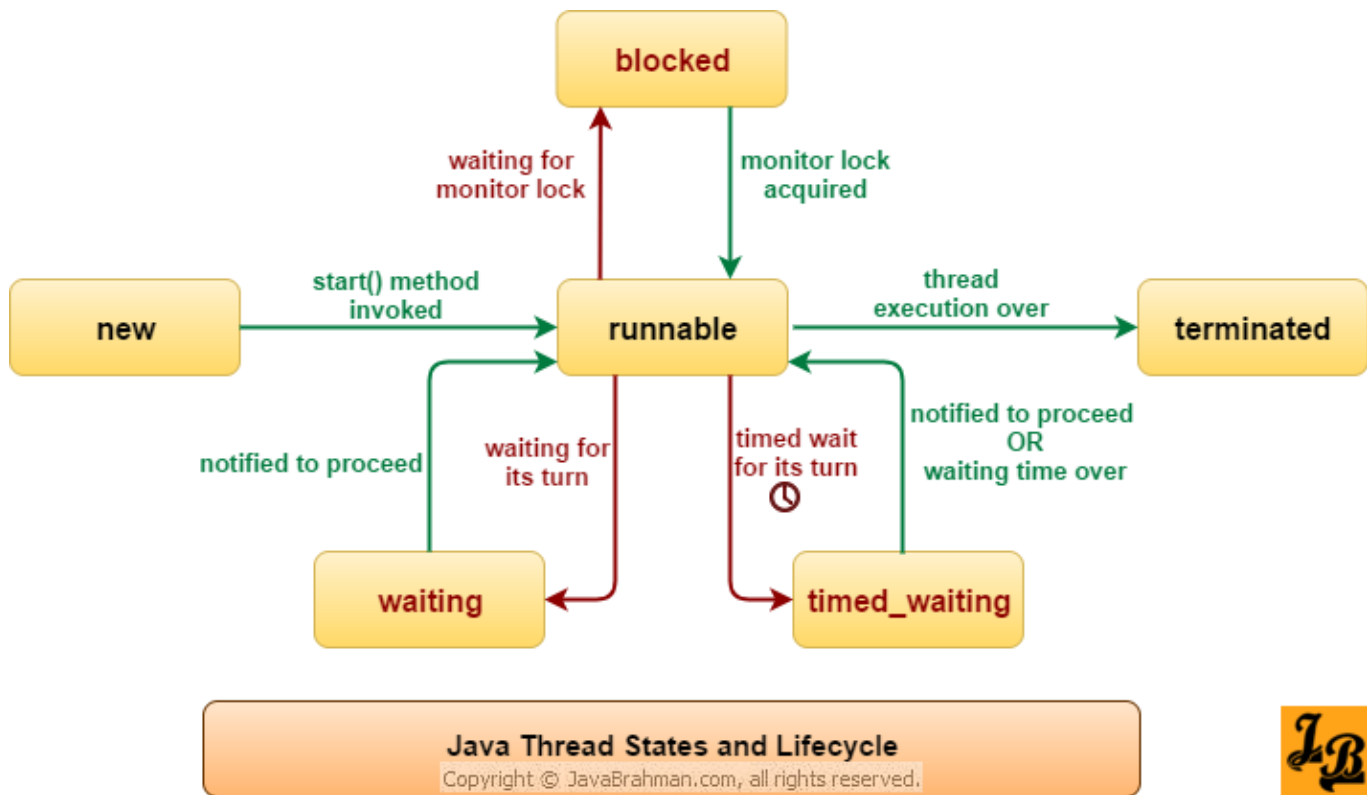 blocked
waiting for
monitor lock
monitor lock
acquired
start() method
invoked
thread
execution over
new
runnable
terminated
notified to proceed
waiting for
its turn
timed wait
for its turn
notified to proceed
OR
waiting time over
waiting
timed_waiting
Java Thread States and Lifecycle
Copyright © JavaBrahman.com, all rights reserved.
JB